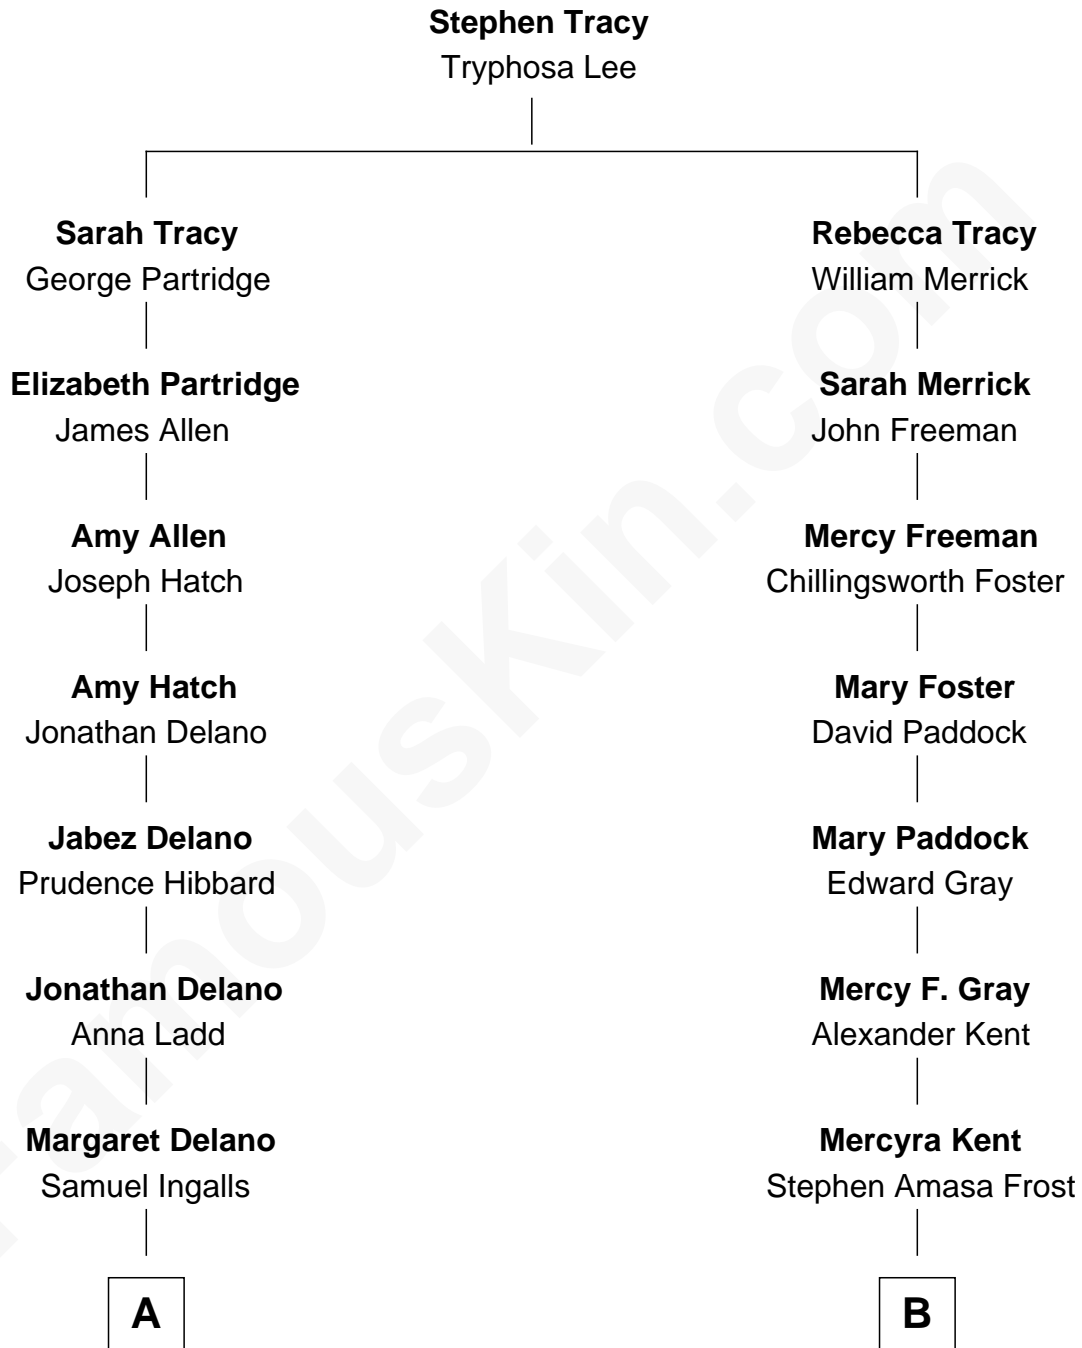 Stephen Tracy
Tryphosa Lee
Sarah Tracy
George Partridge
Rebecca Tracy
William Merrick
Elizabeth Partridge
James Allen
Sarah Merrick
John Freeman
Amy Allen
Joseph Hatch
Mercy Freeman
Chillingsworth Foster
Amy Hatch
Jonathan Delano
Mary Foster
David Paddock
Jabez Delano
Prudence Hibbard
Mary Paddock
Edward Gray
Jonathan Delano
Anna Ladd
Mercy F. Gray
Alexander Kent
Margaret Delano
Samuel Ingalls
Mercyra Kent
Stephen Amasa Frost
A
B
FamousKin.com